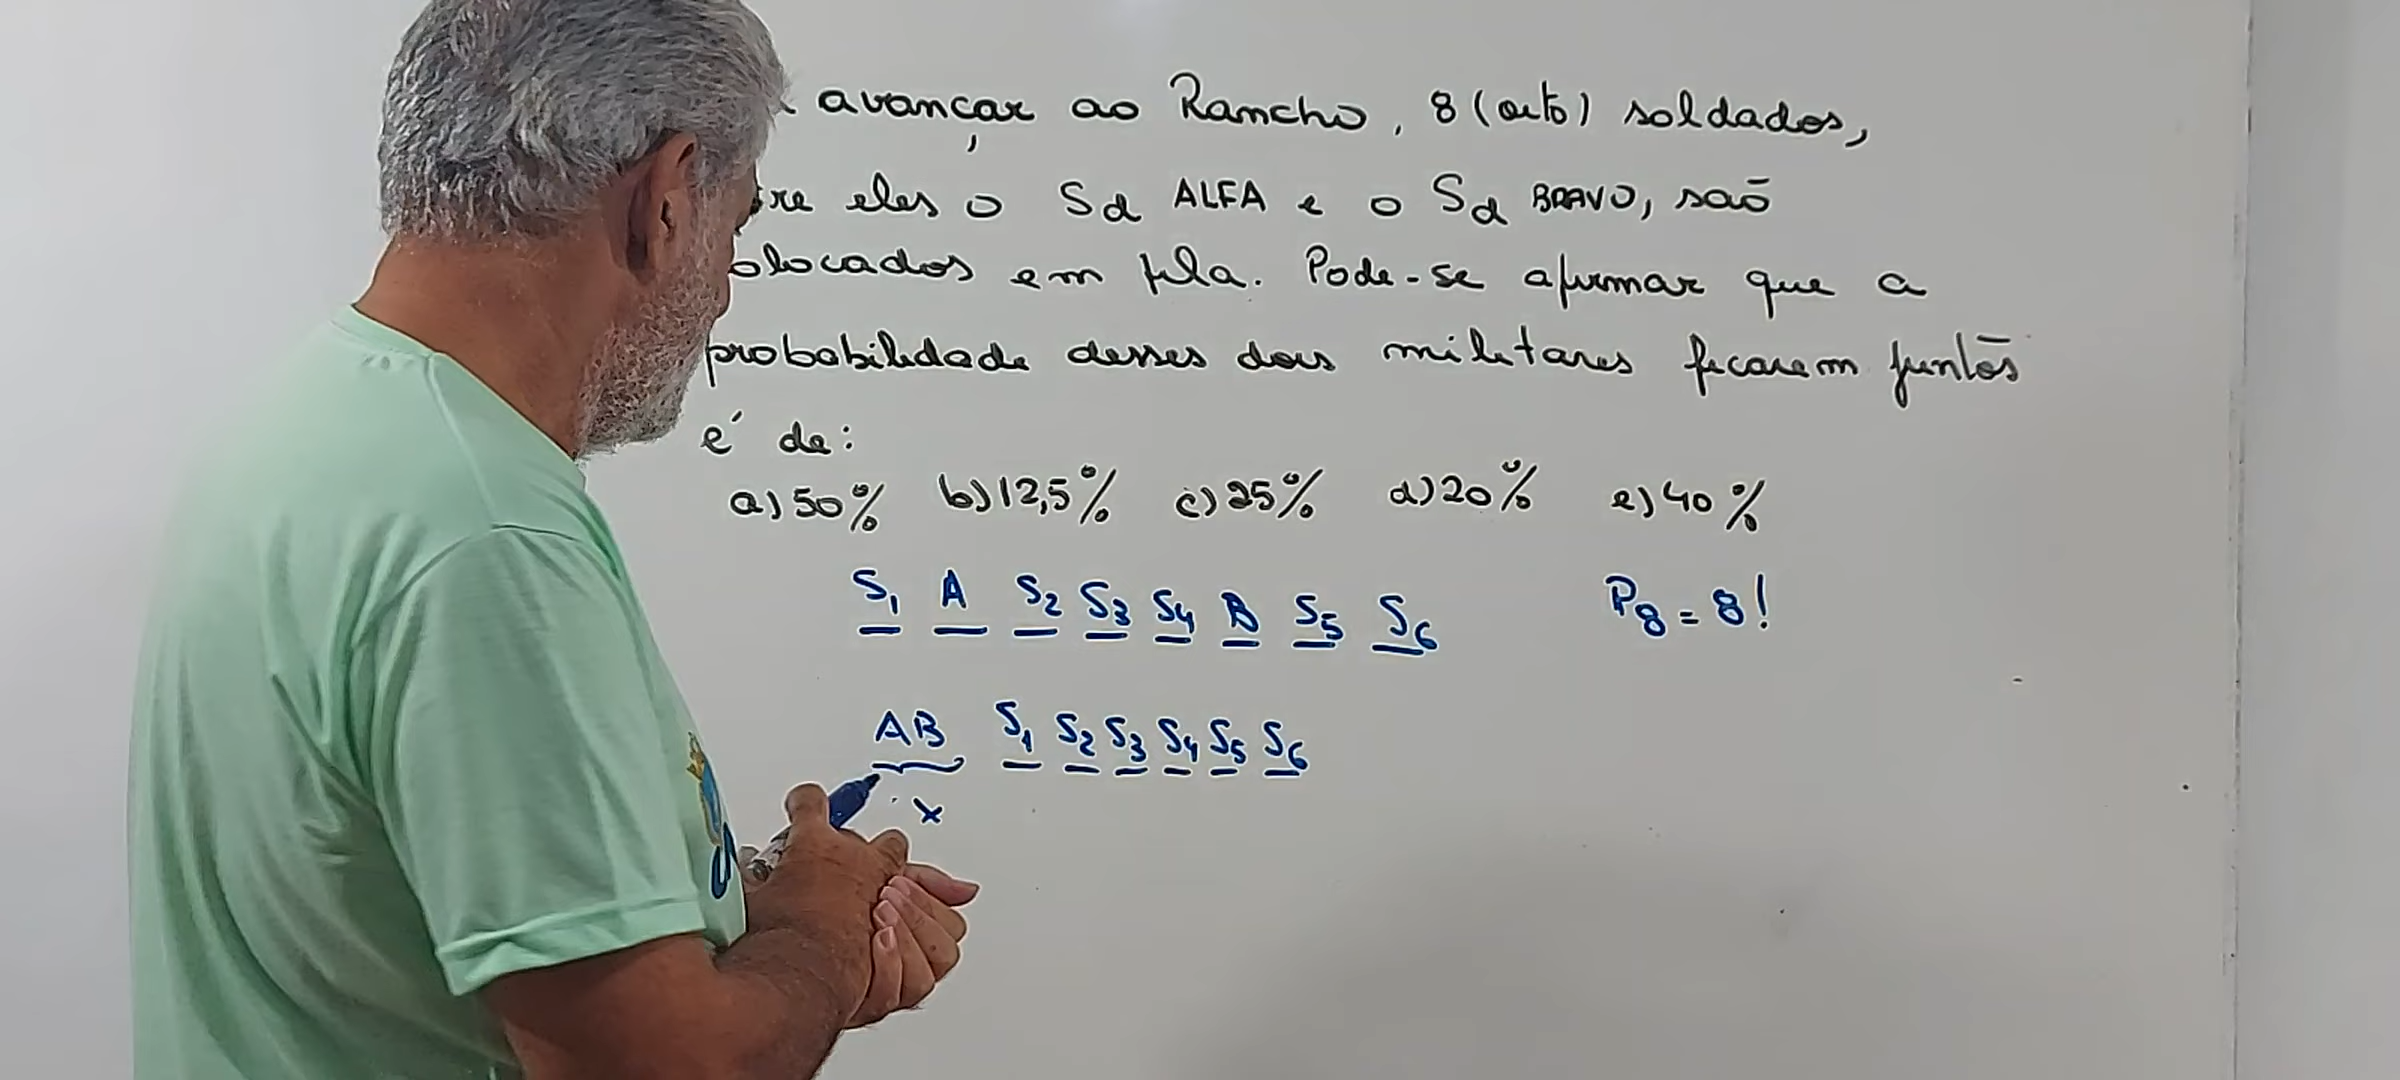 avançar ao Rancho, 8 (oito) soldados,
eles o Sd ALFA e o Sd BRAVO, são
olocados em fila. Pode-se afirmar que a
probabilidade desses dois militares ficarem juntos
é de:
a) 50% b) 12,5% c) 25% d) 20% e) 40%
S1 A S2 S3 S4 B S5 S6 P8 = 8!
AB S1 S2 S3 S4 S5 S6
x